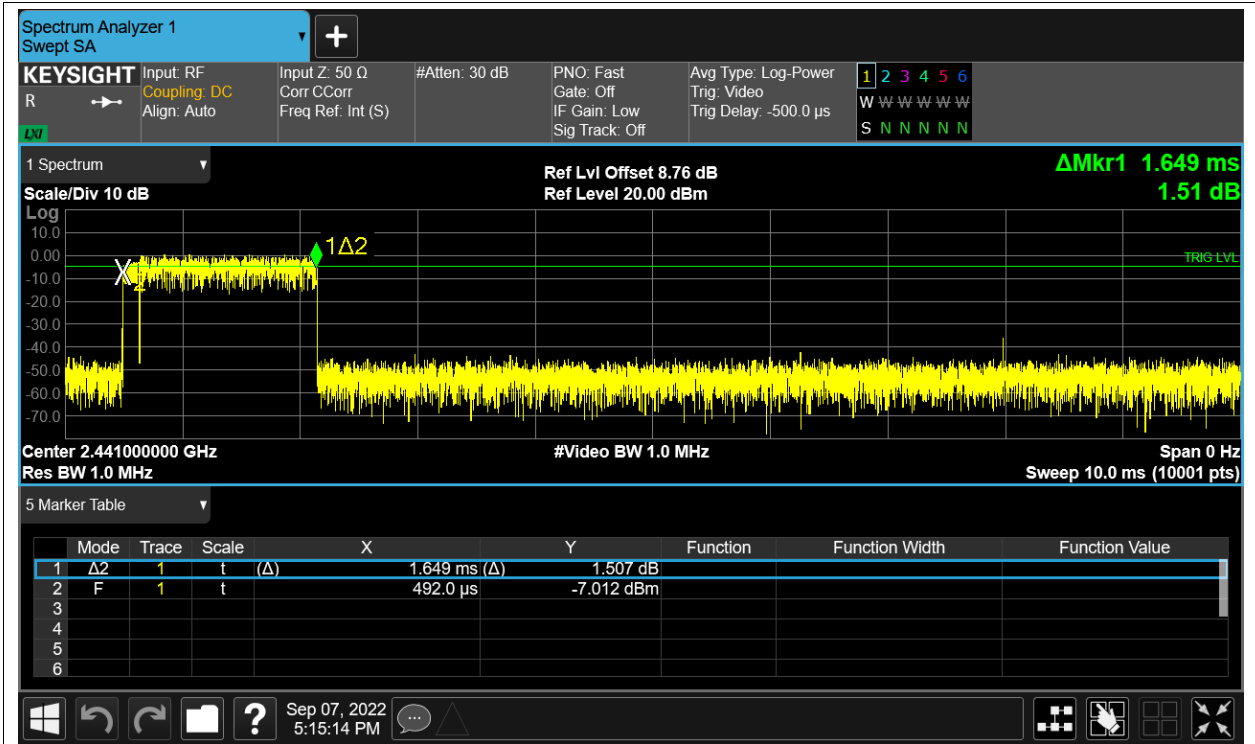 Spectrum Analyzer 1
Swept SA
KEYSIGHT Input: RF Input Z: 50 Ω #Atten: 30 dB PNO: Fast Avg Type: Log-Power 1 2 3 4 5 6
R Coupling: DC Corr CCorr Gate: Off Trig: Video W W W W W W
Align: Auto Freq Ref: Int (S) IF Gain: Low Trig Delay: -500.0 µs
LXI Sig Track: Off S N N N N N
1 Spectrum Ref Lvl Offset 8.76 dB ΔMkr1 1.649 ms
Scale/Div 10 dB Ref Level 20.00 dBm 1.51 dB
Log
10.0
1Δ2
0.00
TRIG LVL
X
-10.0
2
-20.0
-30.0
-40.0
-50.0
-60.0
-70.0
Center 2.441000000 GHz #Video BW 1.0 MHz Span 0 Hz
Res BW 1.0 MHz Sweep 10.0 ms (10001 pts)
5 Marker Table
Mode Trace Scale X Y Function Function Width Function Value
1 Δ2 1 t (Δ) 1.649 ms (Δ) 1.507 dB
2 F 1 t 492.0 µs -7.012 dBm
3
4
5
6
? Sep 07, 2022
5:15:14 PM